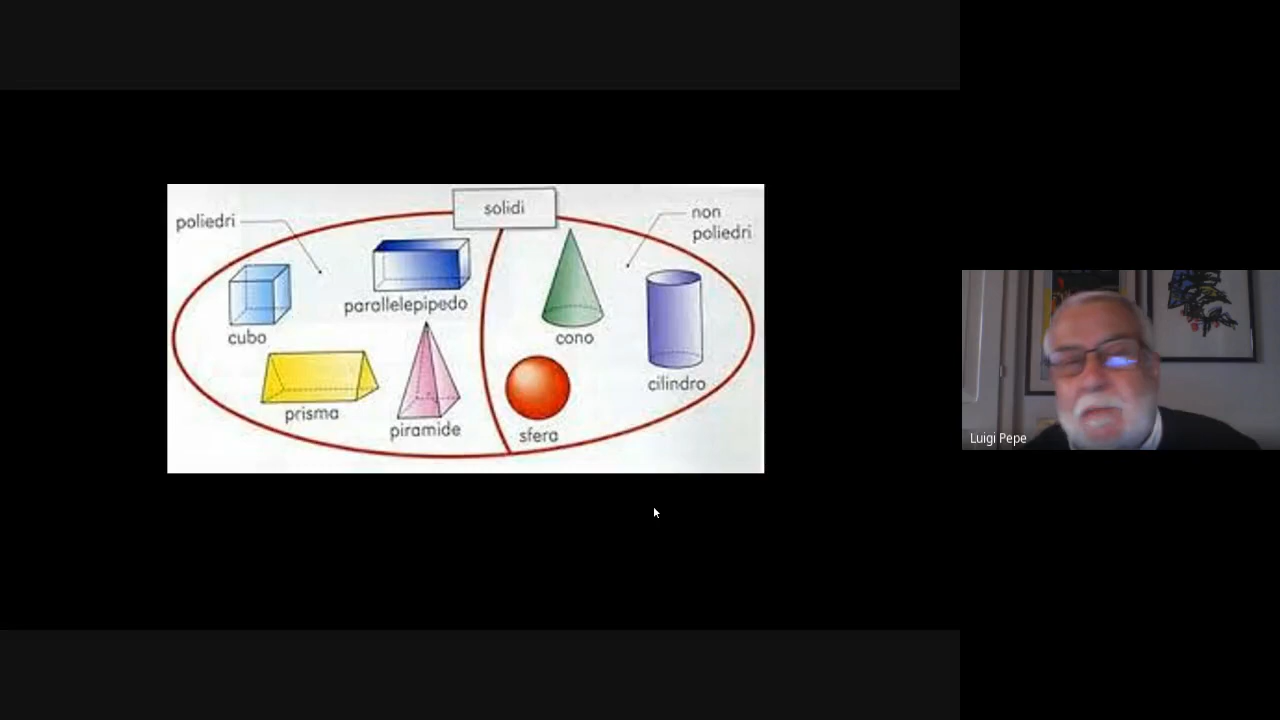 solidi
poliedri
non
poliedri
parallelepipedo
cubo
cono
cilindro
prisma
piramide
sfera
Luigi Pepe